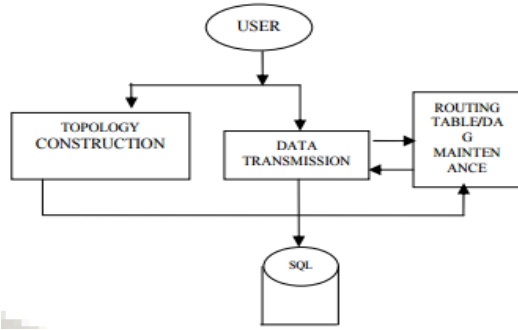 USER
TOPOLOGY
CONSTRUCTION
DATA
TRANSMISSION
ROUTING
TABLE/DA
G
MAINTEN
ANCE
SQL